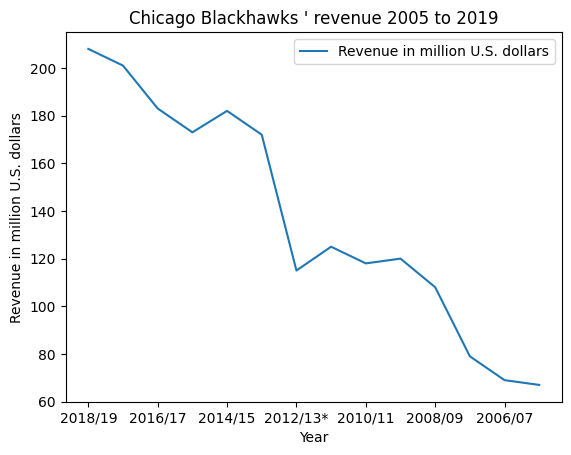 Chicago Blackhawks ' revenue 2005 to 2019
Revenue in million U.S. dollars
Revenue in million U.S. dollars
200
180
160
140
120
100
80
60
2018/19 2016/17 2014/15 2012/13* 2010/11 2008/09 2006/07
Year